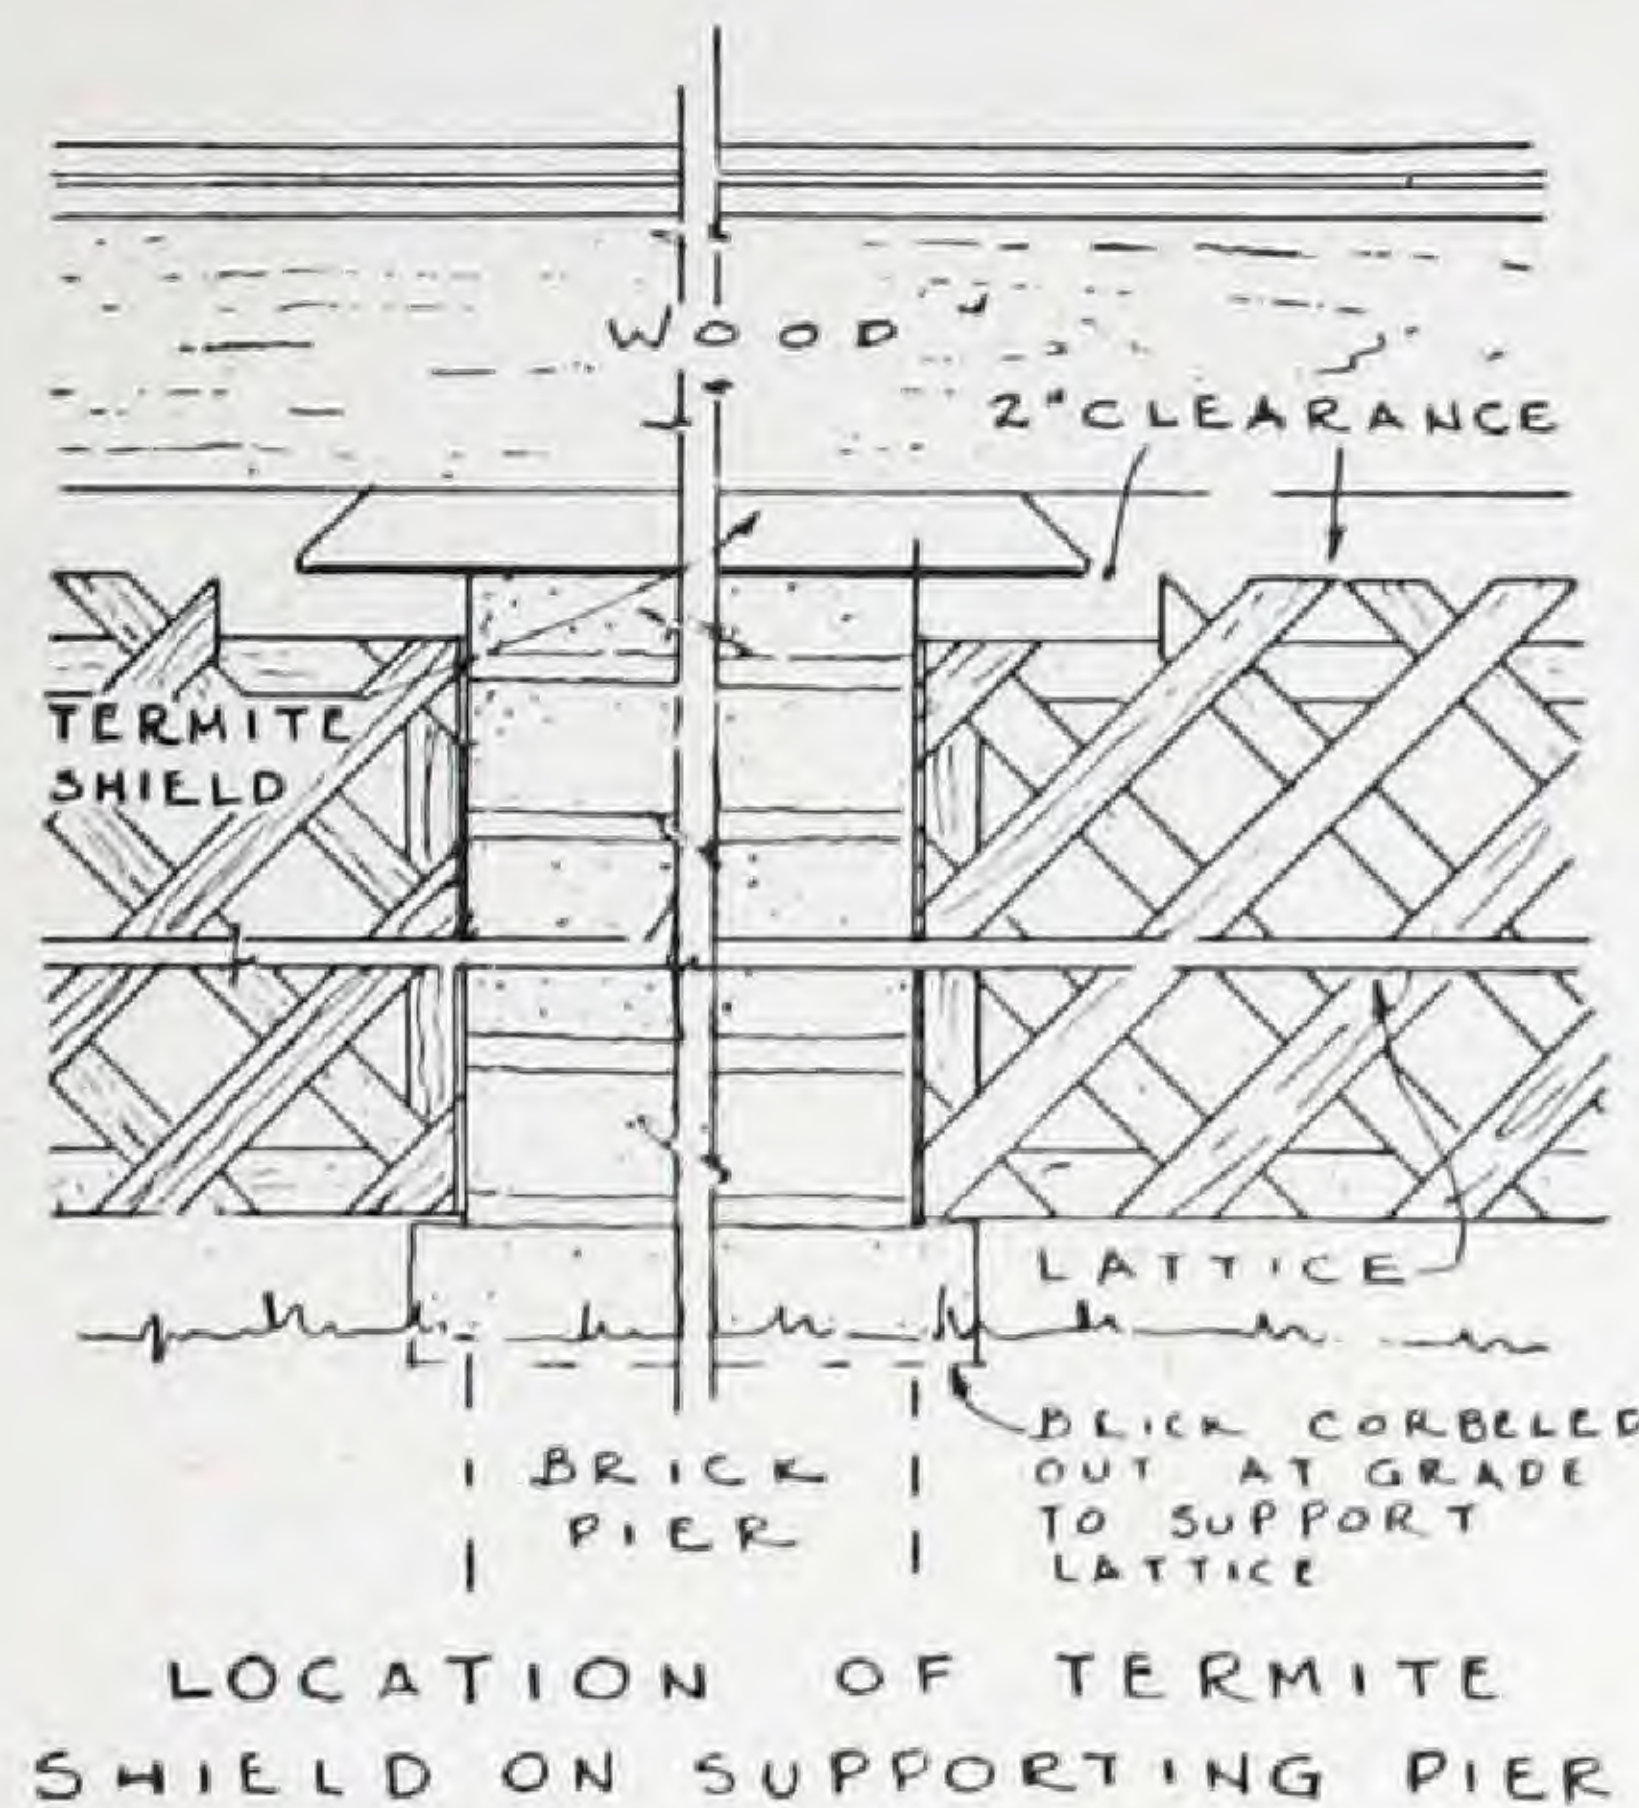 WOOD
2" CLEARANCE
TERMITE
SHIELD
LATTICE
BRICK CORBELED
OUT AT GRADE
TO SUPPORT
LATTICE
BRICK
PIER
LOCATION OF TERMITE
SHIELD ON SUPPORTING PIER